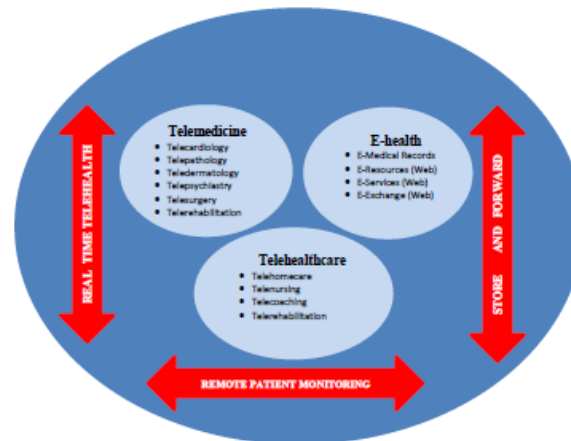 Telemedicine
Telecardiology
Telepathology
Teledermatology
Telepsychiastry
Telesurgery
Telerehabilitation
E-health
E-Medical Records
E-Resources (Web)
E-Services (Web)
E-Exchange (Web)
Telehealthcare
Telehomecare
Telenursing
Telecoaching
Telerehabilitation
REAL TIME TELEHEALTH
STORE AND FORWARD
REMOTE PATIENT MONITORING